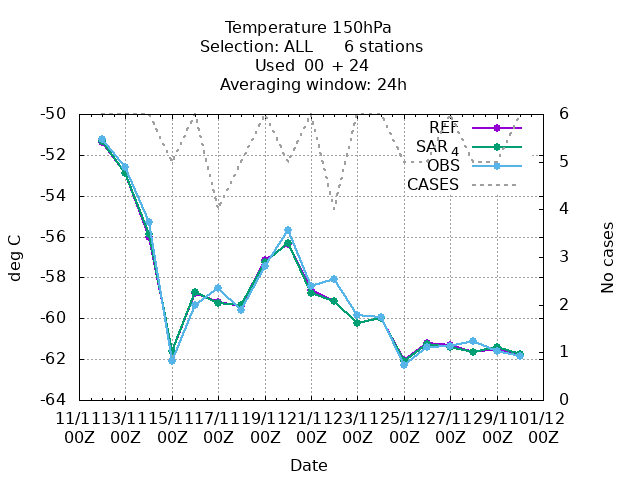 Temperature 150hPa
Selection: ALL 6 stations
Used 00 + 24
Averaging window: 24h
-50
-52
-54
-56
-58
-60
-62
-64
6
5
4
3
2
1
0
REF
SAR 4
OBS
CASES
deg C
No cases
11/11 13/11 15/11 17/11 19/11 21/11 23/11 25/11 27/11 29/11 01/12
00Z 00Z 00Z 00Z 00Z 00Z 00Z 00Z 00Z 00Z 00Z
Date